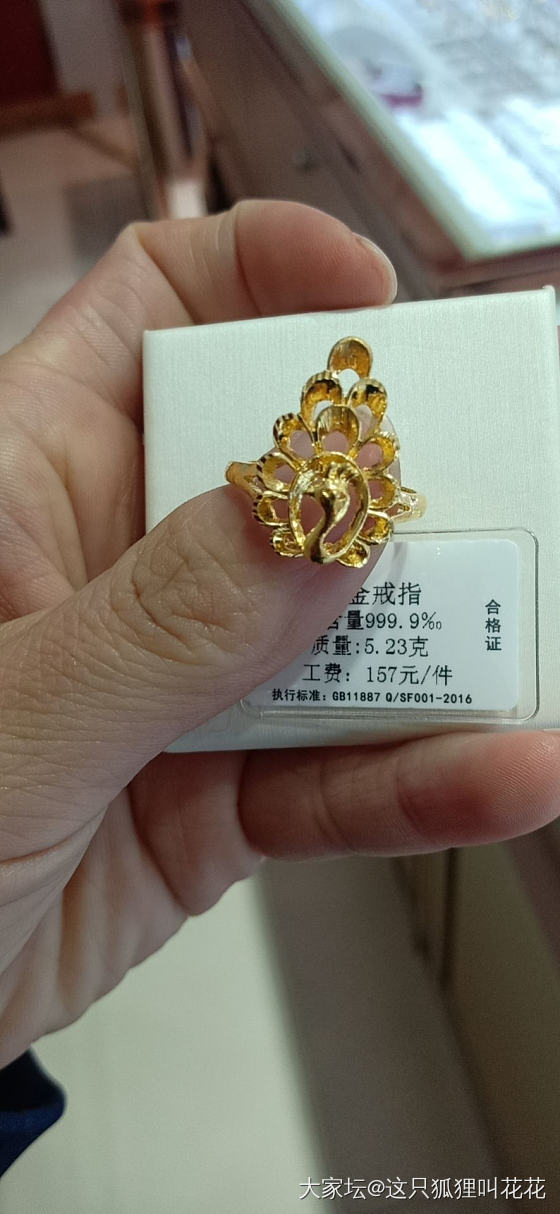 金戒指
含量999.9‰
质量:5.23克
工费: 157元/件
执行标准: GB11887 Q/SF001-2016
合格证
大家坛@这只狐狸叫花花